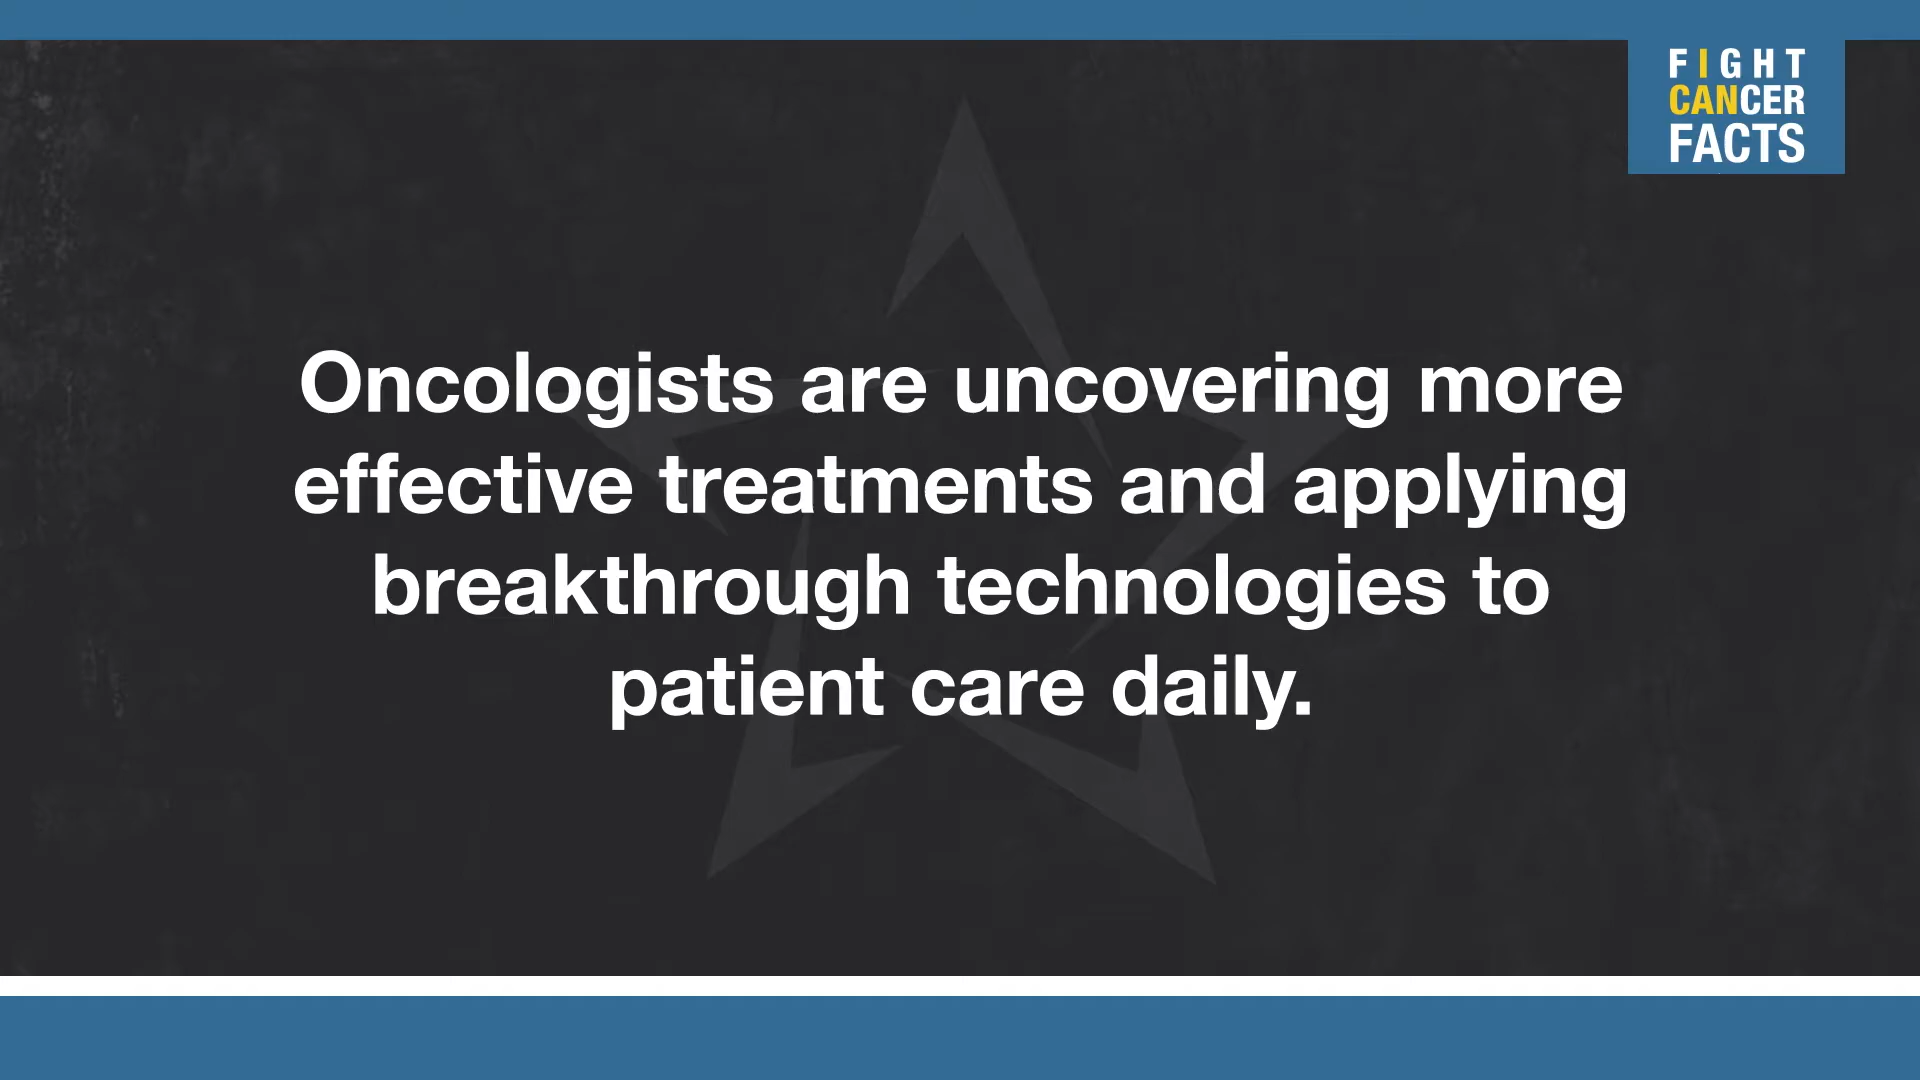 FIGHT
CANCER
FACTS
Oncologists are uncovering more
effective treatments and applying
breakthrough technologies to
patient care daily.